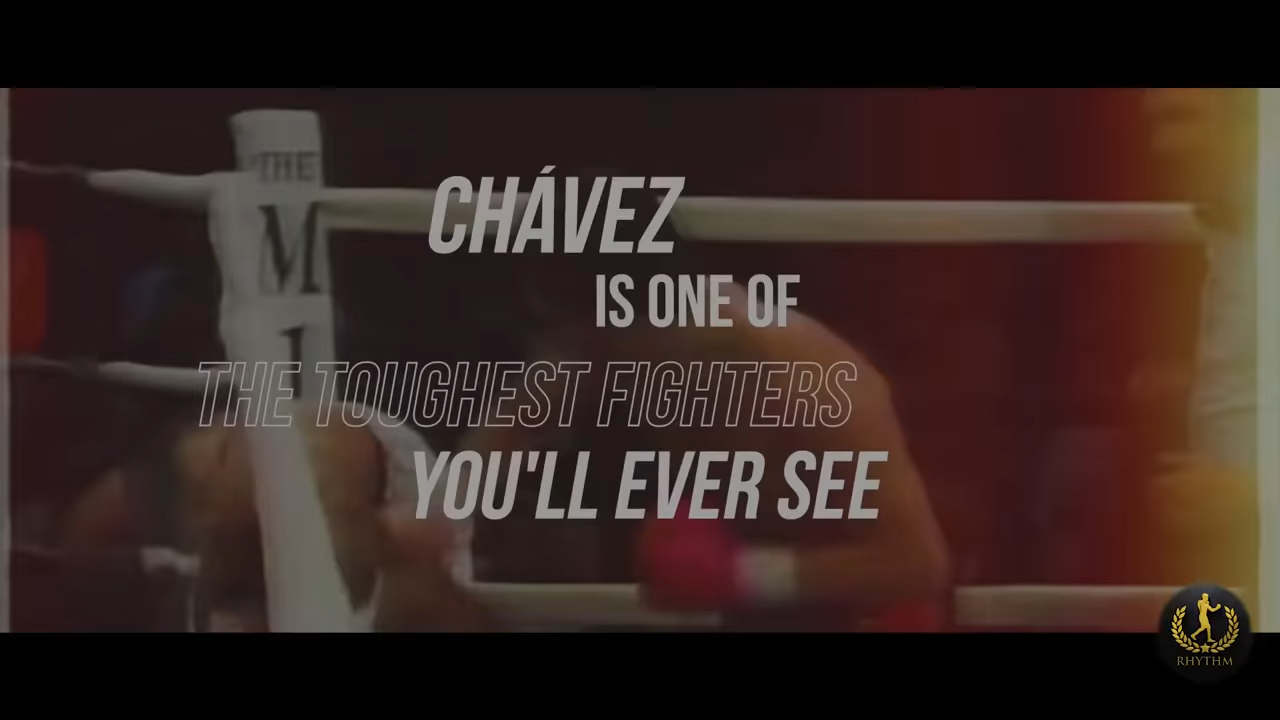 THE
M
CHÁVEZ
IS ONE OF
THE TOUGHEST FIGHTERS
YOU'LL EVER SEE
RHYTHM